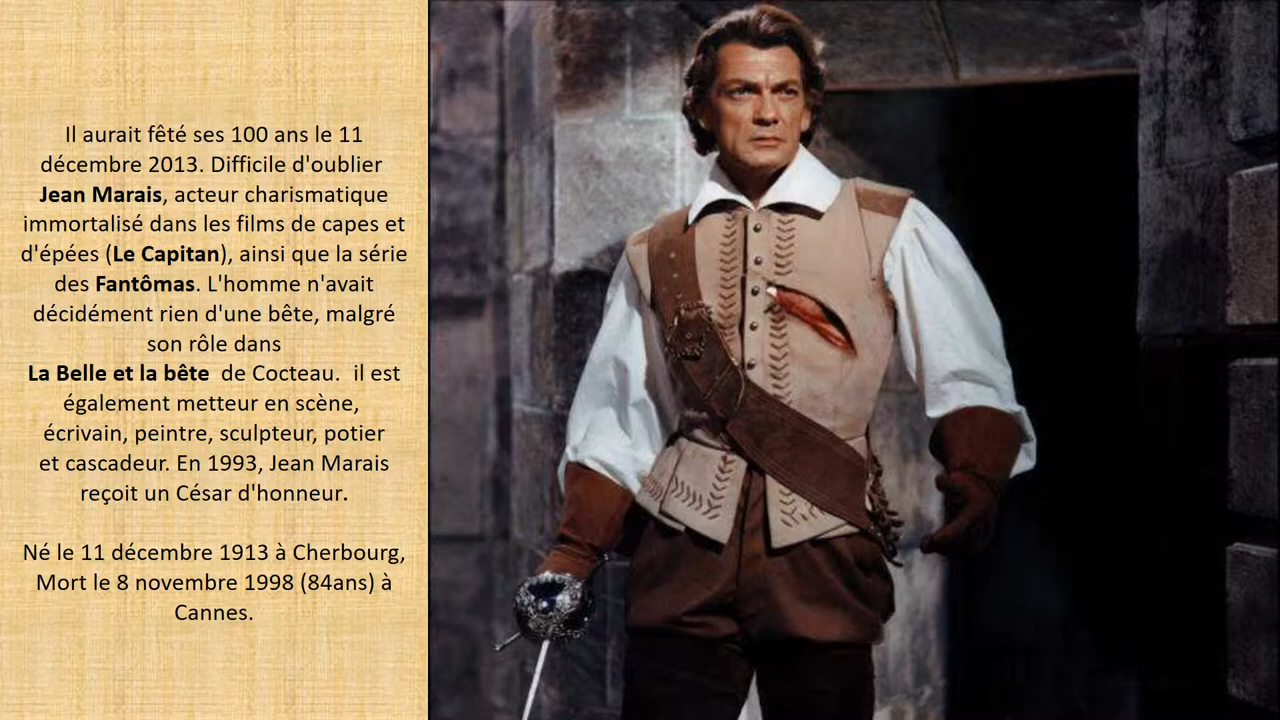 Il aurait fêté ses 100 ans le 11
décembre 2013. Difficile d'oublier
Jean Marais, acteur charismatique
immortalisé dans les films de capes et
d'épées (Le Capitan), ainsi que la série
des Fantômas. L'homme n'avait
décidément rien d'une bête, malgré
son rôle dans
La Belle et la bête  de Cocteau.  il est
également metteur en scène,
écrivain, peintre, sculpteur, potier
et cascadeur. En 1993, Jean Marais
reçoit un César d'honneur.
Né le 11 décembre 1913 à Cherbourg,
Mort le 8 novembre 1998 (84ans) à
Cannes.